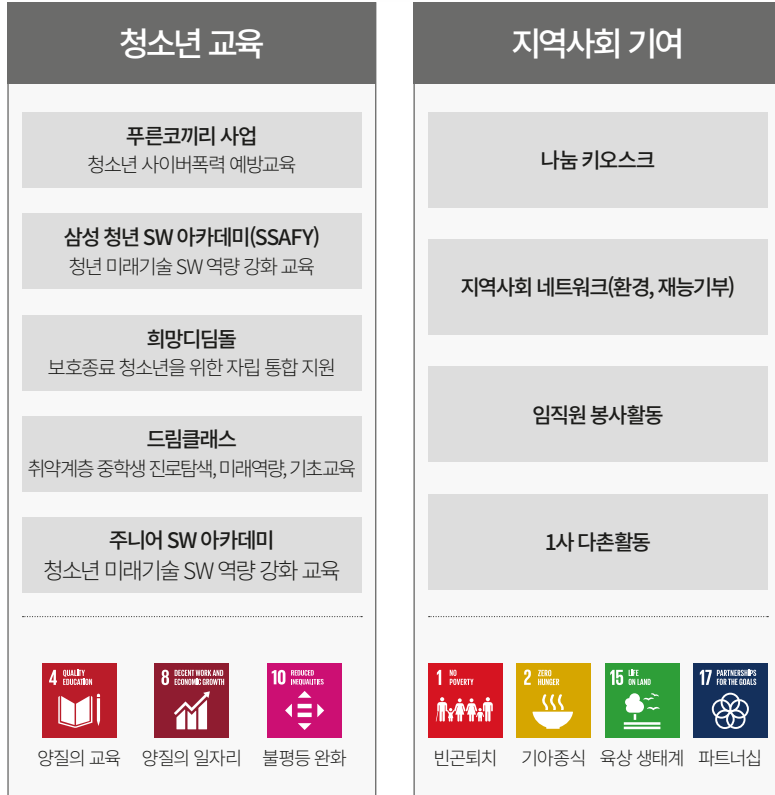 청소년 교육
푸른코끼리 사업
청소년 사이버폭력 예방교육
삼성 청년 SW 아카데미(SSAFY)
청년 미래기술 SW 역량 강화 교육
희망디딤돌
보호종료 청소년을 위한 자립 통합 지원
드림클래스
취약계층 중학생 진로탐색, 미래역량, 기초교육
주니어 SW 아카데미
청소년 미래기술 SW 역량 강화 교육
4 QUALITY
EDUCATION
8 DECENT WORK AND
ECONOMIC GROWTH
10 REDUCED
INEQUALITIES
양질의 교육
양질의 일자리
불평등 완화
지역사회 기여
나눔 키오스크
지역사회 네트워크(환경, 재능기부)
임직원 봉사활동
1사 다촌활동
1 NO
POVERTY
2 ZERO
HUNGER
15 LIFE
ON LAND
17 PARTNERSHIPS
FOR THE GOALS
빈곤퇴치
기아종식
육상 생태계
파트너십